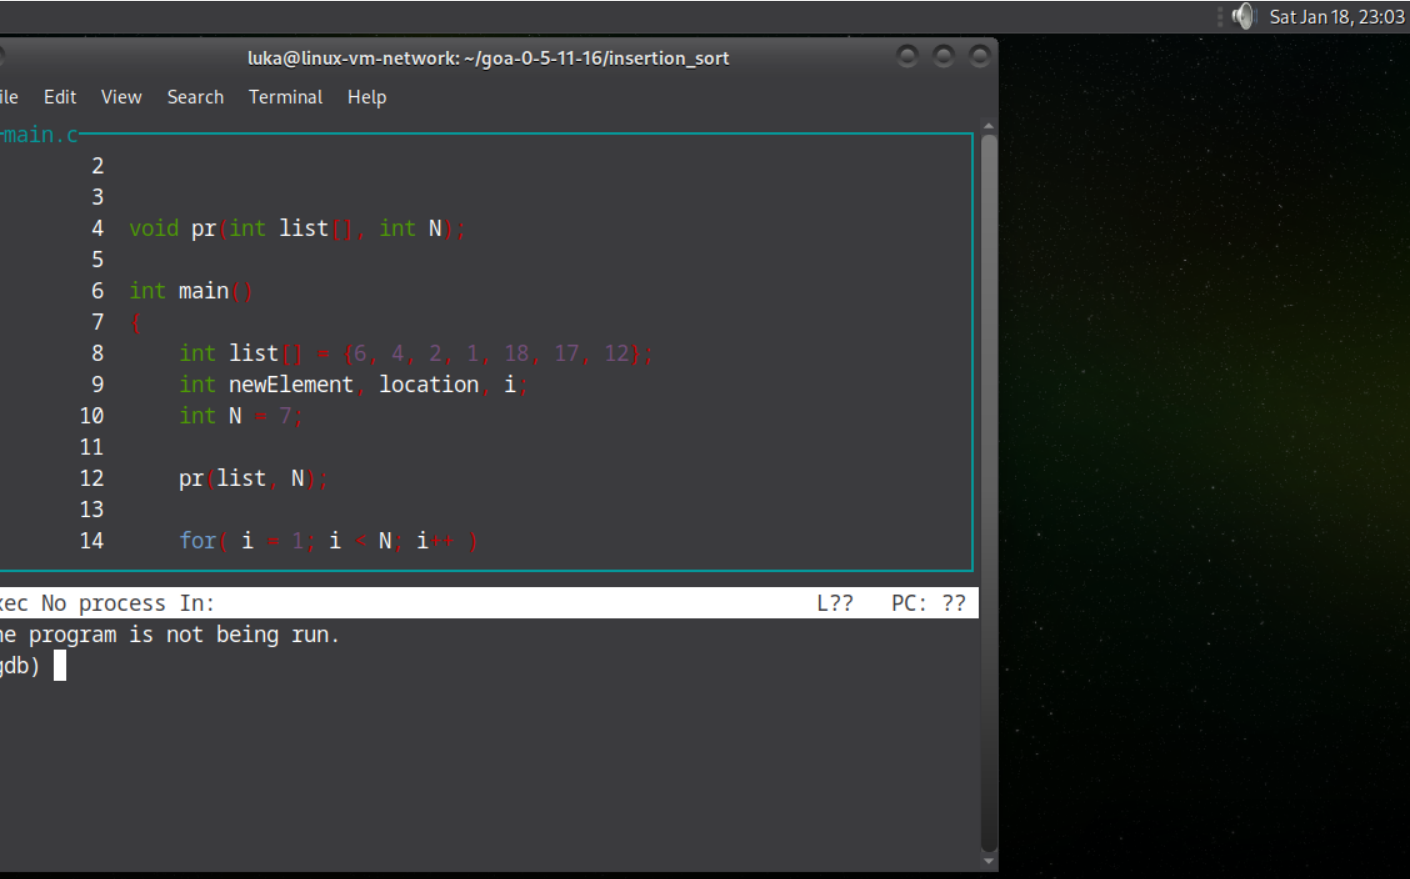 Sat Jan 18, 23:03
luka@linux-vm-network: ~/goa-0-5-11-16/insertion_sort
ile Edit View Search Terminal Help
main.c
2
3
4 void pr(int list[], int N);
5
6 int main()
7 {
8 int list[] = {6, 4, 2, 1, 18, 17, 12};
9 int newElement, location, i;
10 int N = 7;
11
12 pr(list, N);
13
14 for( i = 1; i < N; i++ )
xec No process In: L?? PC: ??
he program is not being run.
gdb)